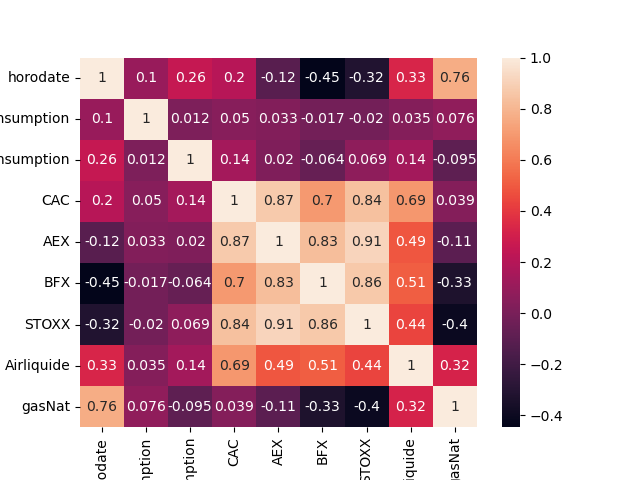 horodate 1 0.1 0.26 0.2 -0.12 -0.45 -0.32 0.33 0.76
nsumption 0.1 1 0.012 0.05 0.033 -0.017 -0.02 0.035 0.076
nsumption 0.26 0.012 1 0.14 0.02 -0.064 0.069 0.14 -0.095
CAC 0.2 0.05 0.14 1 0.87 0.7 0.84 0.69 0.039
AEX -0.12 0.033 0.02 0.87 1 0.83 0.91 0.49 -0.11
BFX -0.45 -0.017 -0.064 0.7 0.83 1 0.86 0.51 -0.33
STOXX -0.32 -0.02 0.069 0.84 0.91 0.86 1 0.44 -0.4
Airliquide 0.33 0.035 0.14 0.69 0.49 0.51 0.44 1 0.32
gasNat 0.76 0.076 -0.095 0.039 -0.11 -0.33 -0.4 0.32 1
odate mption mption CAC AEX BFX STOXX iquide gasNat
1.0
0.8
0.6
0.4
0.2
0.0
−0.2
−0.4